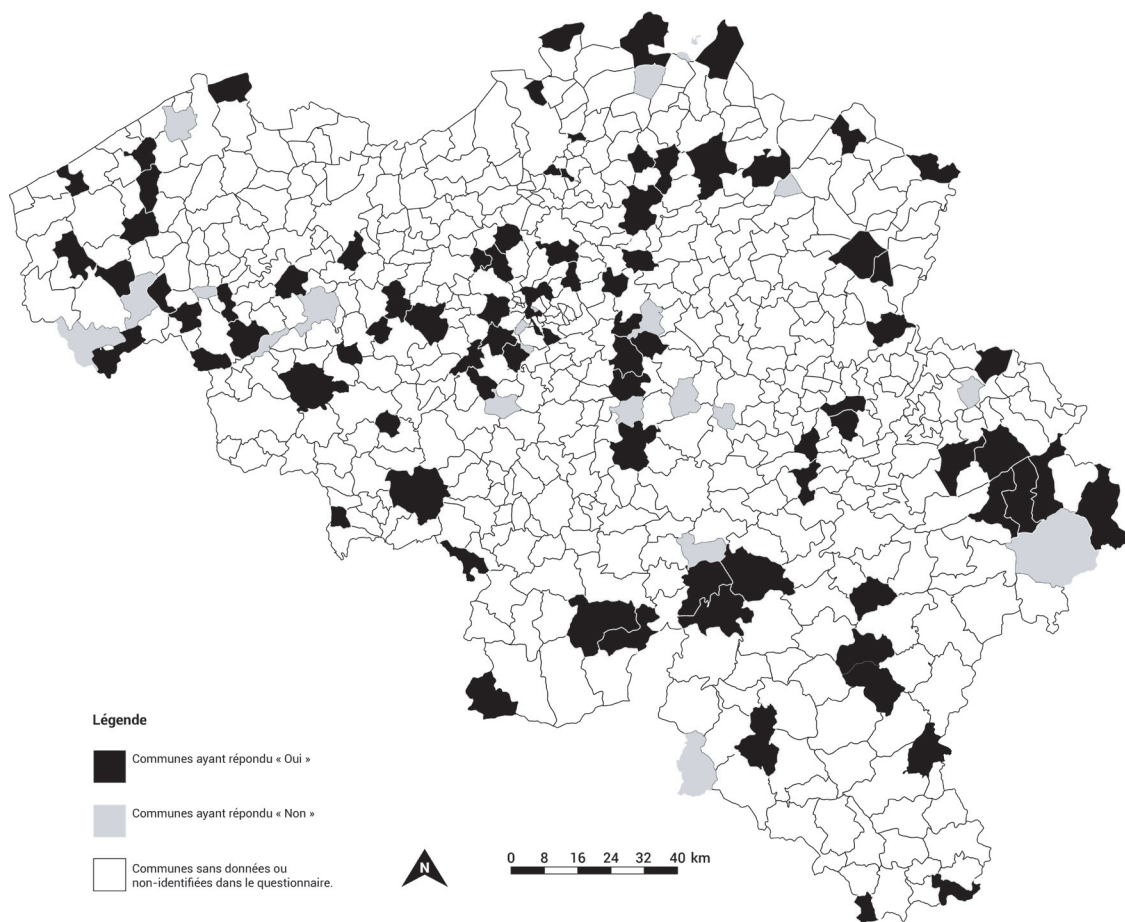 Légende
Communes ayant répondu « Oui »
Communes ayant répondu « Non »
Communes sans données ou
non-identifiées dans le questionnaire.
N
0 8 16 24 32 40 km